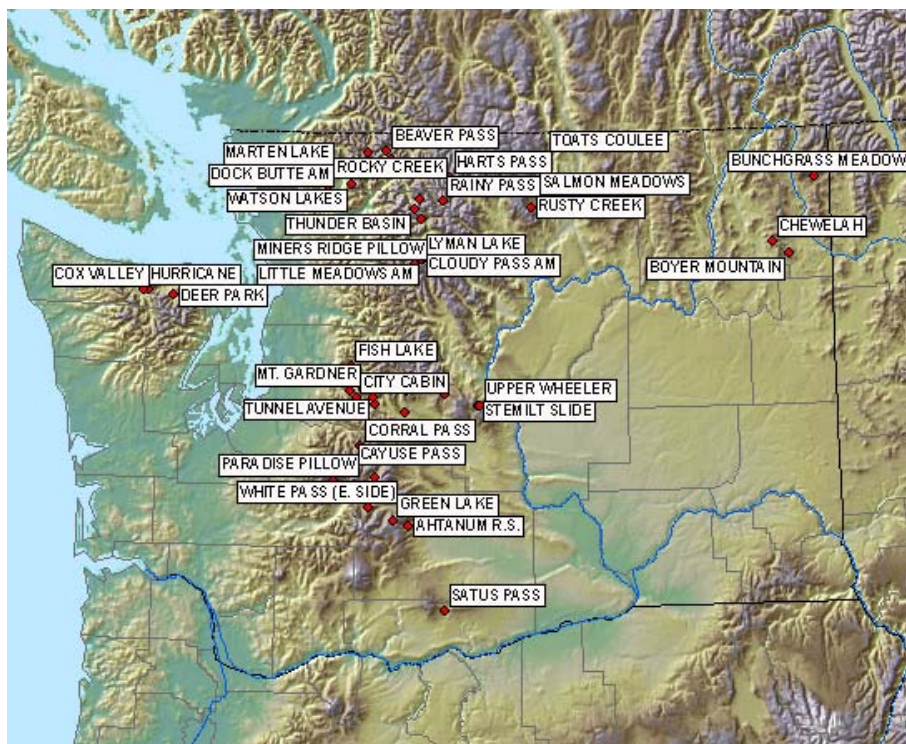 BEAVER PASS
TOATS COULEE
MARTEN LAKE
ROCKY CREEK
HARTS PASS
BUNCHGRASS MEADOW
DOCK BUTTE AM
RAINY PASS
SALMON MEADOWS
WATSON LAKES
RUSTY CREEK
THUNDER BASIN
CHEWELAH
MINERS RIDGE PILLOW
LYMAN LAKE
COX VALLEY
HURRICANE
LITTLE MEADOWS AM
CLOUDY PASS AM
BOYER MOUNTAIN
DEER PARK
FISH LAKE
MT. GARDNER
CITY CABIN
UPPER WHEELER
TUNNEL AVENUE
STEMILT SLIDE
CORRAL PASS
CAYUSE PASS
PARADISE PILLOW
WHITE PASS (E. SIDE)
GREEN LAKE
AHTANUM R.S.
SATUS PASS